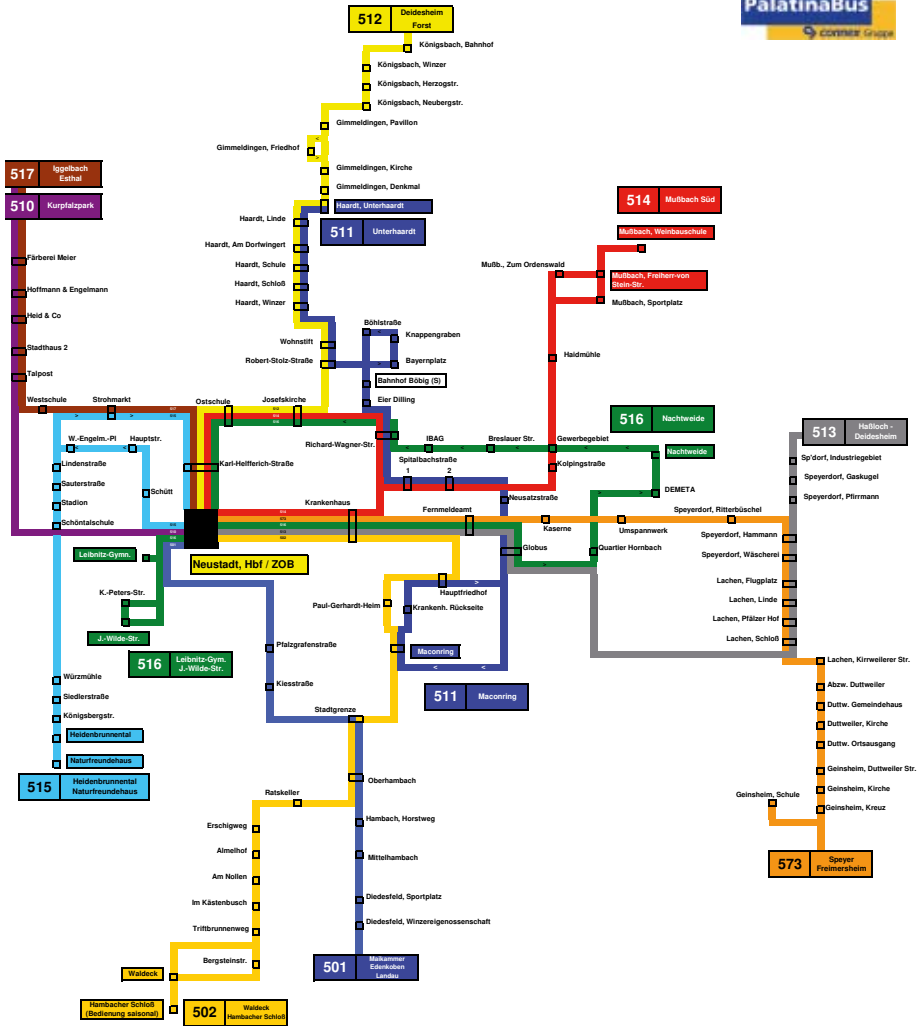 PalatinaBus
connex Gruppe
512 Deidesheim
Forst
Königsbach, Bahnhof
Königsbach, Winzer
Königsbach, Herzogstr.
Königsbach, Neubergstr.
Gimmeldingen, Pavillon
Gimmeldingen, Friedhof
Gimmeldingen, Kirche
Gimmeldingen, Denkmal
517 Iggelbach
Esthal
510 Kurpfalzpark
Haardt, Unterhaardt
511 Unterhaardt
514 Mußbach Süd
Mußbach, Weinbauschule
Haardt, Linde
Haardt, Am Dorfwingert
Haardt, Schule
Haardt, Schloß
Haardt, Winzer
Mußb., Zum Ordenswald
Mußbach, Freiherr-von
Stein-Str.
Mußbach, Sportplatz
Färberei Meier
Hoffmann & Engelmann
Heid & Co
Stadthaus 2
Talpost
Westschule
Strohmarkt
Wohnstift
Robert-Stolz-Straße
Böhlstraße
Knappengraben
Bayernplatz
Bahnhof Böbig (S)
Eier Dilling
Haidmühle
Ostschule
Josefskirche
516 Nachtweide
513 Haßloch -
Deidesheim
W.-Engelm.-Pl
Hauptstr.
Lindenstraße
Sauterstraße
Stadion
Schöntalschule
Schütt
Karl-Helfferich-Straße
Richard-Wagner-Str.
IBAG
Breslauer Str.
Gewerbegebiet
Spitalbachstraße
1
2
Kolpingstraße
Nachtweide
DEMETA
Sp'dorf, Industriegebiet
Speyerdorf, Gaskugel
Speyerdorf, Pfirrmann
Krankenhaus
Fernmeldeamt
Neusatzstraße
Kaserne
Umspannwerk
Speyerdorf, Ritterbüschel
Speyerdorf, Hammann
Speyerdorf, Wäscherei
Lachen, Flugplatz
Lachen, Linde
Lachen, Pfälzer Hof
Lachen, Schloß
Globus
Quartier Hornbach
Neustadt, Hbf / ZOB
Leibnitz-Gymn.
K.-Peters-Str.
J.-Wilde-Str.
516 Leibnitz-Gym.
J.-Wilde-Str.
Paul-Gerhardt-Heim
Hauptfriedhof
Krankenh. Rückseite
Maconring
511 Maconring
Pfalzgrafenstraße
Kiesstraße
Stadtgrenze
Würzmühle
Siedlerstraße
Königsbergstr.
Heidenbrunnental
Naturfreundehaus
515 Heidenbrunnental
Naturfreundehaus
Lachen, Kirrweilerer Str.
Abzw. Duttweiler
Duttw. Gemeindehaus
Duttweiler, Kirche
Duttw. Ortsausgang
Geinsheim, Duttweiler Str.
Geinsheim, Kirche
Geinsheim, Kreuz
Geinsheim, Schule
573 Speyer
Freimersheim
Oberhambach
Ratskeller
Hambach, Horstweg
Mittelhambach
Diedesfeld, Sportplatz
Diedesfeld, Winzereigenossenschaft
501 Maikammer
Edenkoben
Landau
Erschigweg
Almelhof
Am Nollen
Im Kästenbusch
Triftbrunnenweg
Bergsteinstr.
Waldeck
Hambacher Schloß
(Bedienung saisonal)
502 Waldeck
Hambacher Schloß